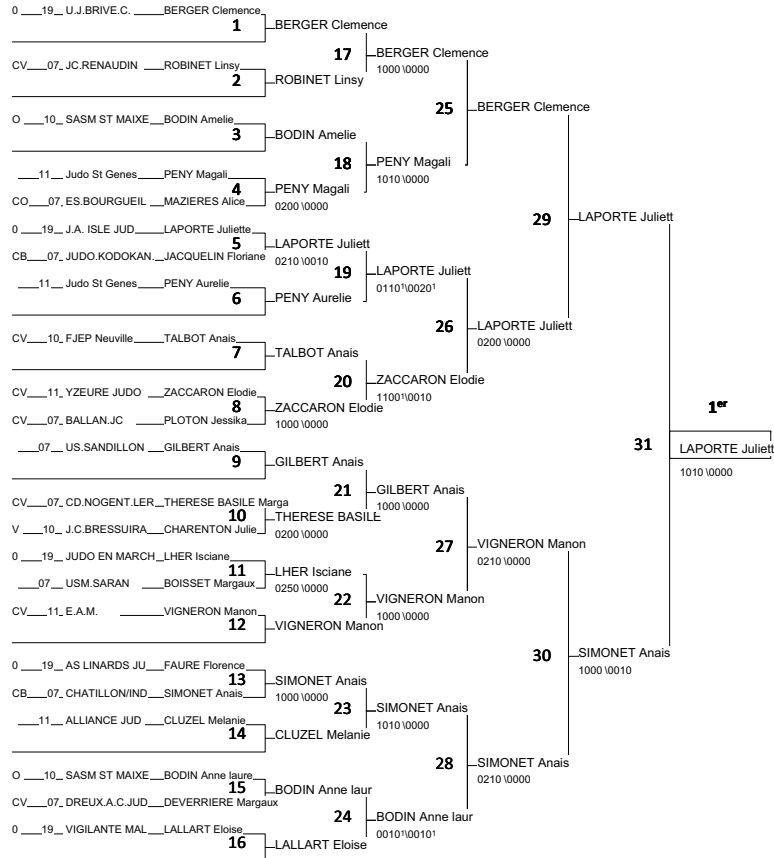 0 19 U.J.BRIVE.C. BERGER Clemence
1 BERGER Clemence
17 BERGER Clemence
1000 \0000
CV 07 JC.RENAUDIN ROBINET Linsy
2 ROBINET Linsy
25 BERGER Clemence
O 10 SASM ST MAIXE BODIN Amelie
3 BODIN Amelie
18 PENY Magali
1010 \0000
11 Judo St Genes PENY Magali
4 PENY Magali
0200 \0000
CO 07 ES.BOURGUEIL MAZIERES Alice
29 LAPORTE Juliett
0 19 J.A. ISLE JUD LAPORTE Juliette
5 LAPORTE Juliett
0210 \0010
CB 07 JUDO.KODOKAN. JACQUELIN Floriane
19 LAPORTE Juliett
0110¹\0020¹
11 Judo St Genes PENY Aurelie
6 PENY Aurelie
26 LAPORTE Juliett
0200 \0000
CV 10 FJEP Neuville TALBOT Anais
7 TALBOT Anais
20 ZACCARON Elodie
1100¹\0010
CV 11 YZEURE JUDO ZACCARON Elodie
8 ZACCARON Elodie
1000 \0000
CV 07 BALLAN.JC PLOTON Jessika
1er
31 LAPORTE Juliett
1010 \0000
07 US.SANDILLON GILBERT Anais
9 GILBERT Anais
21 GILBERT Anais
1000 \0000
CV 07 CD.NOGENT.LER THERESE BASILE Marga
10 THERESE BASILE
0200 \0000
V 10 J.C.BRESSUIRA CHARENTON Julie
27 VIGNERON Manon
0210 \0000
0 19 JUDO EN MARCH LHER Isciane
11 LHER Isciane
0250 \0000
07 USM.SARAN BOISSET Margaux
22 VIGNERON Manon
1000 \0000
CV 11 E.A.M. VIGNERON Manon
12 VIGNERON Manon
30 SIMONET Anais
1000 \0010
0 19 AS LINARDS JU FAURE Florence
13 SIMONET Anais
1000 \0000
CB 07 CHATILLON/IND SIMONET Anais
23 SIMONET Anais
1010 \0000
11 ALLIANCE JUD CLUZEL Melanie
14 CLUZEL Melanie
28 SIMONET Anais
0210 \0000
O 10 SASM ST MAIXE BODIN Anne laure
15 BODIN Anne laur
CV 07 DREUX.A.C.JUD DEVERRIERE Margaux
24 BODIN Anne laur
0010¹\0010¹
0 19 VIGILANTE MAL LALLART Eloise
16 LALLART Eloise